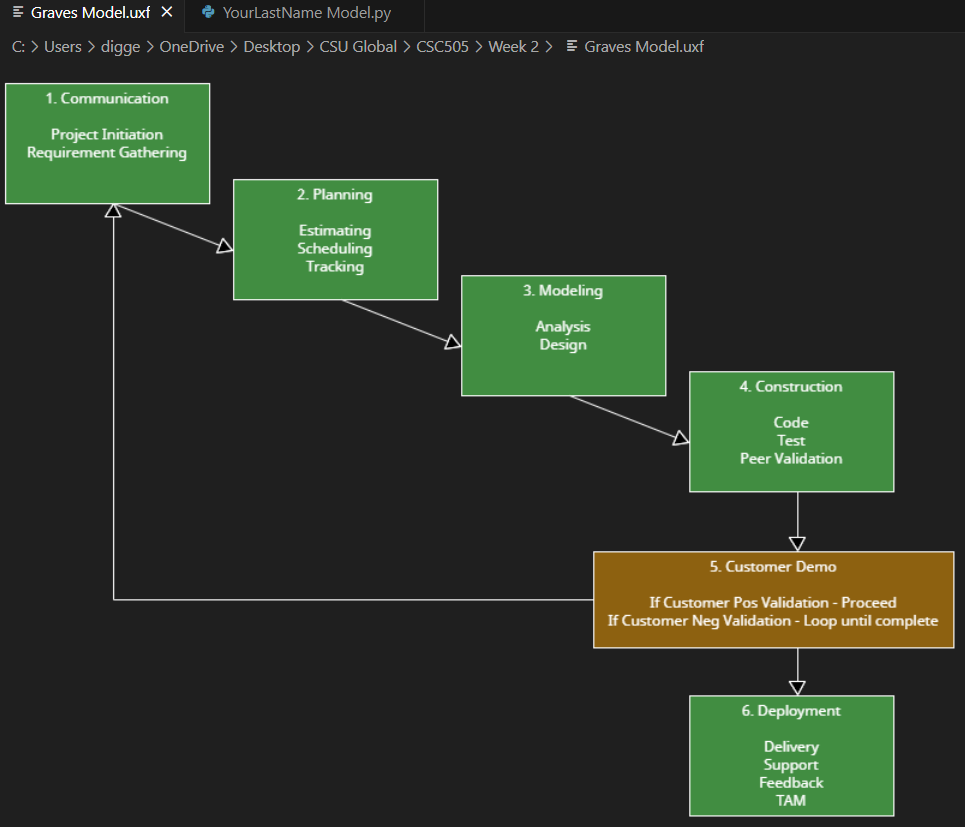 Graves Model.uxf YourLastName Model.py
C: > Users > digge > OneDrive > Desktop > CSU Global > CSC505 > Week 2 > Graves Model.uxf
1. Communication
Project Initiation
Requirement Gathering
2. Planning
Estimating
Scheduling
Tracking
3. Modeling
Analysis
Design
4. Construction
Code
Test
Peer Validation
5. Customer Demo
If Customer Pos Validation - Proceed
If Customer Neg Validation - Loop until complete
6. Deployment
Delivery
Support
Feedback
TAM